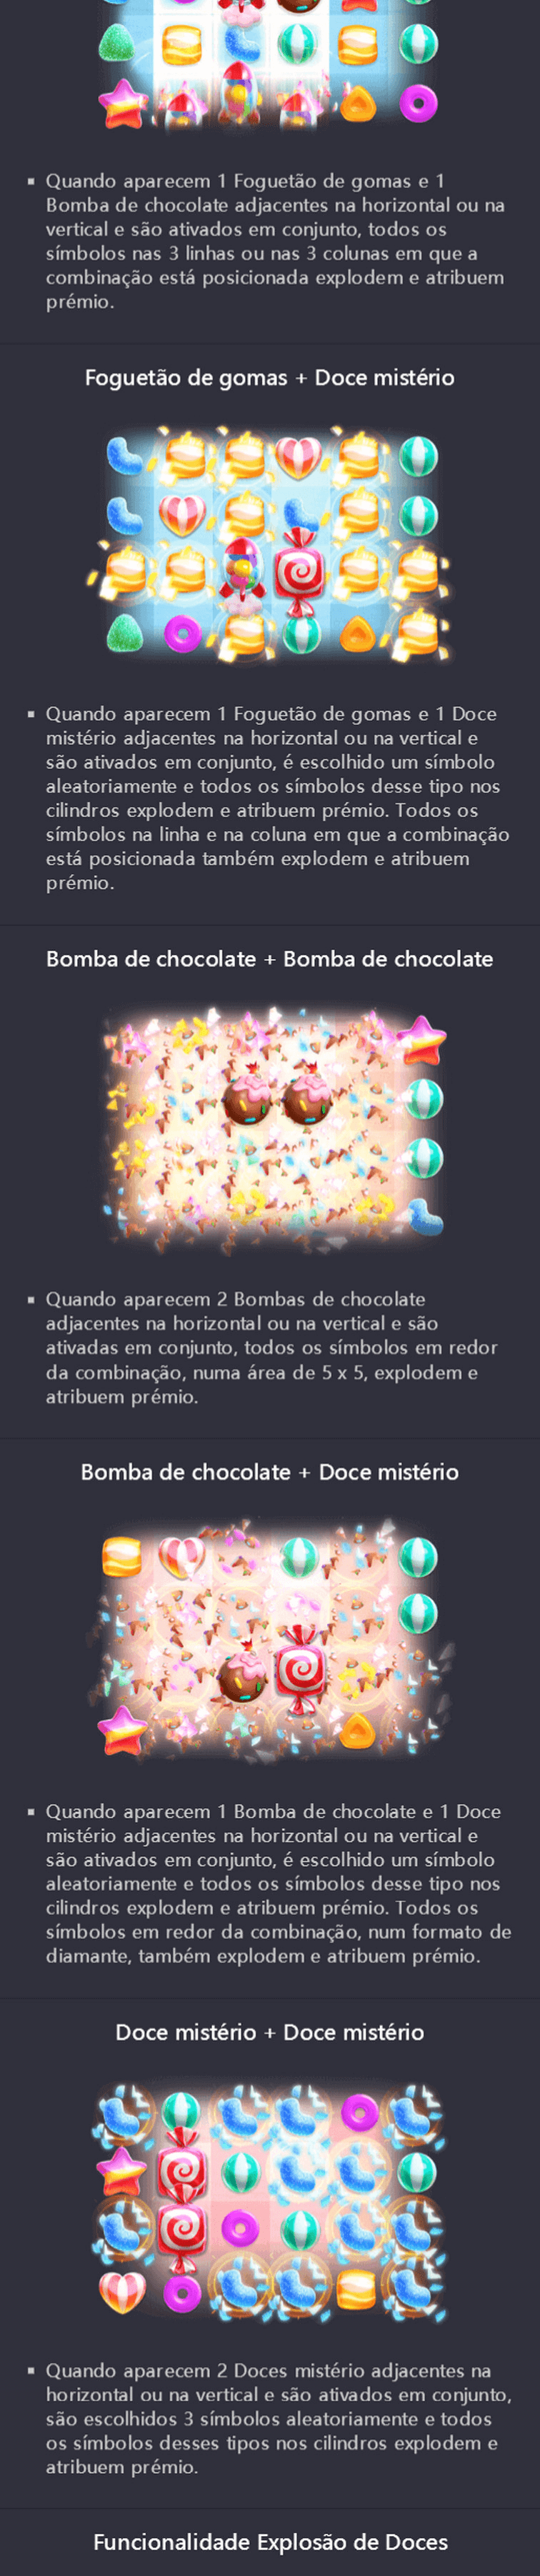 ▪ Quando aparecem 1 Foguetão de gomas e 1
Bomba de chocolate adjacentes na horizontal ou na
vertical e são ativados em conjunto, todos os
símbolos nas 3 linhas ou nas 3 colunas em que a
combinação está posicionada explodem e atribuem
prémio.
Foguetão de gomas + Doce mistério
▪ Quando aparecem 1 Foguetão de gomas e 1 Doce
mistério adjacentes na horizontal ou na vertical e
são ativados em conjunto, é escolhido um símbolo
aleatoriamente e todos os símbolos desse tipo nos
cilindros explodem e atribuem prémio. Todos os
símbolos na linha e na coluna em que a combinação
está posicionada também explodem e atribuem
prémio.
Bomba de chocolate + Bomba de chocolate
▪ Quando aparecem 2 Bombas de chocolate
adjacentes na horizontal ou na vertical e são
ativadas em conjunto, todos os símbolos em redor
da combinação, numa área de 5 x 5, explodem e
atribuem prémio.
Bomba de chocolate + Doce mistério
▪ Quando aparecem 1 Bomba de chocolate e 1 Doce
mistério adjacentes na horizontal ou na vertical e
são ativados em conjunto, é escolhido um símbolo
aleatoriamente e todos os símbolos desse tipo nos
cilindros explodem e atribuem prémio. Todos os
símbolos em redor da combinação, num formato de
diamante, também explodem e atribuem prémio.
Doce mistério + Doce mistério
▪ Quando aparecem 2 Doces mistério adjacentes na
horizontal ou na vertical e são ativados em conjunto,
são escolhidos 3 símbolos aleatoriamente e todos
os símbolos desses tipos nos cilindros explodem e
atribuem prémio.
Funcionalidade Explosão de Doces